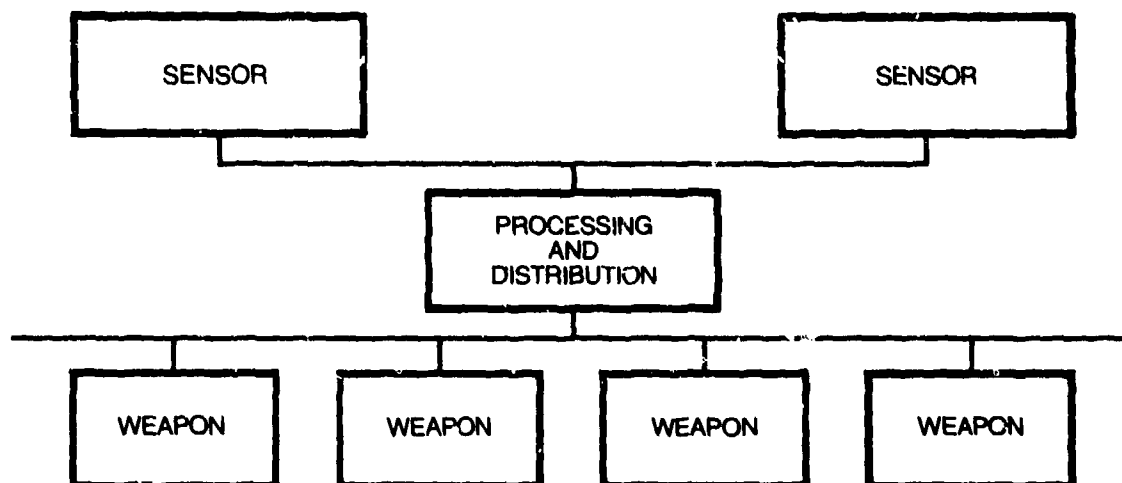 SENSOR
SENSOR
PROCESSING
AND
DISTRIBUTION
WEAPON
WEAPON
WEAPON
WEAPON